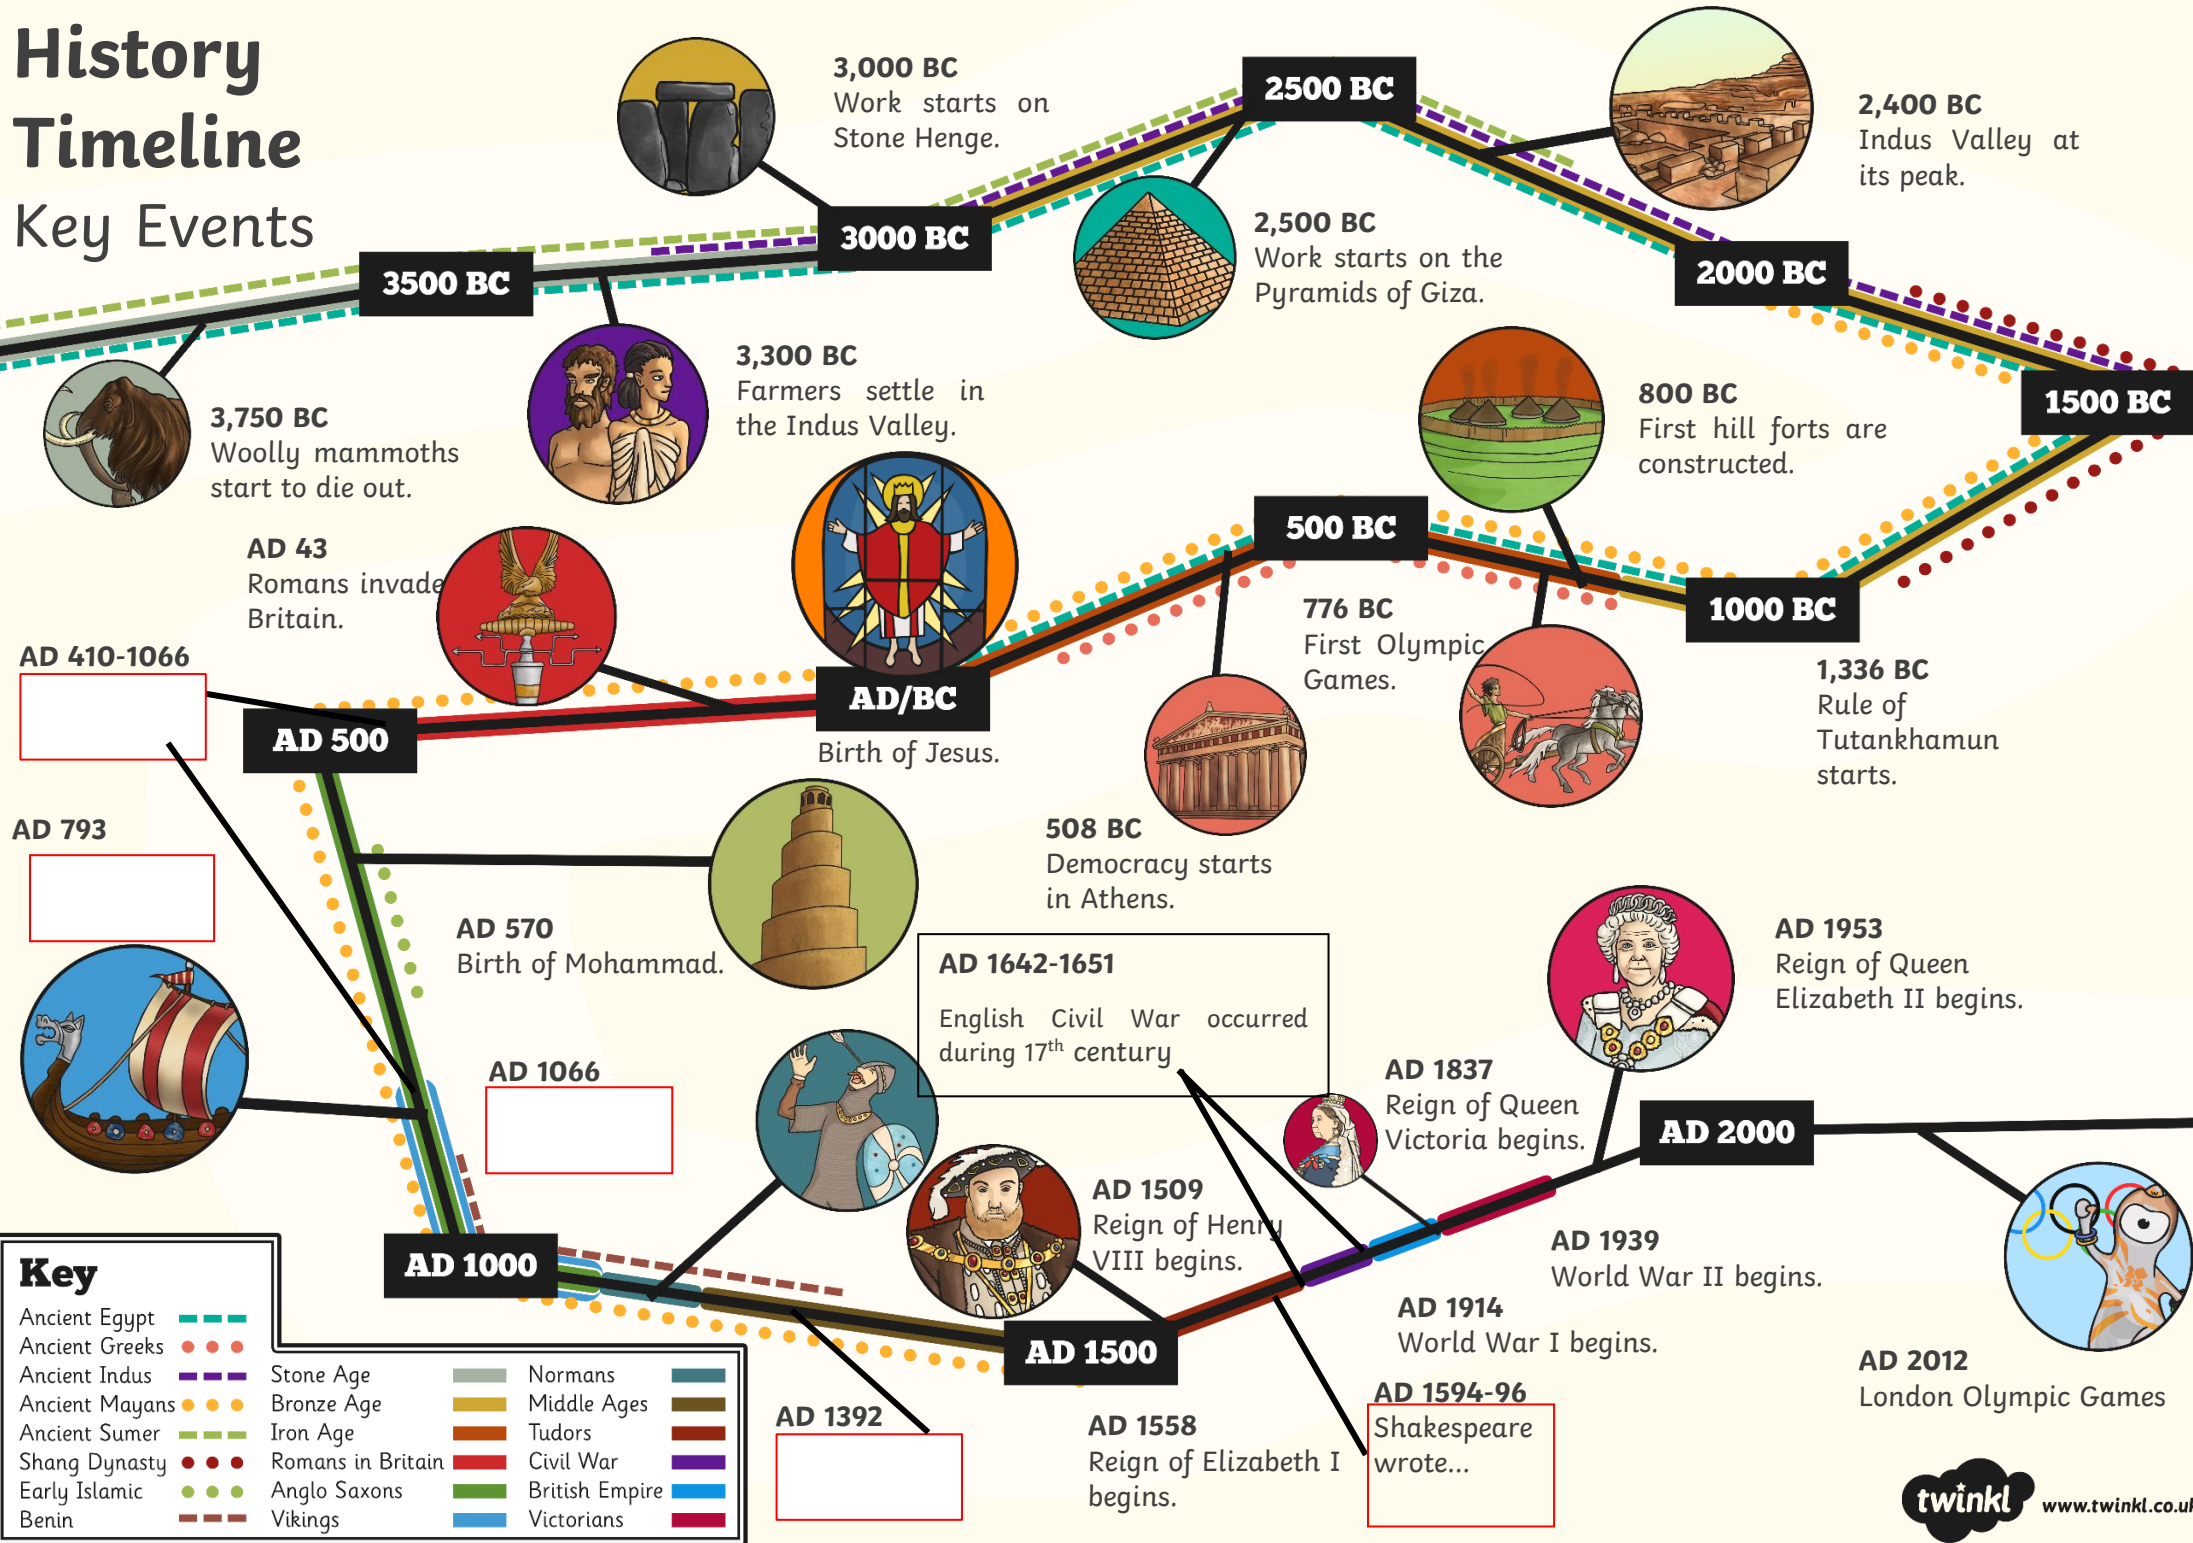 History
Timeline
Key Events
3,000 BC
Work starts on
Stone Henge.
2500 BC
2,400 BC
Indus Valley at
its peak.
3000 BC
2,500 BC
Work starts on the
Pyramids of Giza.
3500 BC
2000 BC
3,300 BC
Farmers settle in
the Indus Valley.
3,750 BC
Woolly mammoths
start to die out.
1500 BC
800 BC
First hill forts are
constructed.
500 BC
1000 BC
776 BC
First Olympic
Games.
1,336 BC
Rule of
Tutankhamun
starts.
508 BC
Democracy starts
in Athens.
AD/BC
Birth of Jesus.
AD 43
Romans invade
Britain.
AD 410-1066
AD 500
AD 793
AD 570
Birth of Mohammad.
AD 1066
AD 1000
AD 1642-1651
English Civil War occurred
during 17th century
AD 1509
Reign of Henry
VIII begins.
AD 1500
AD 1392
AD 1558
Reign of Elizabeth I
begins.
AD 1594-96
Shakespeare
wrote...
AD 1837
Reign of Queen
Victoria begins.
AD 1914
World War I begins.
AD 1939
World War II begins.
AD 1953
Reign of Queen
Elizabeth II begins.
AD 2000
AD 2012
London Olympic Games
Key
Ancient Egypt
Ancient Greeks
Ancient Indus
Ancient Mayans
Ancient Sumer
Shang Dynasty
Early Islamic
Benin
Stone Age
Bronze Age
Iron Age
Romans in Britain
Anglo Saxons
Vikings
Normans
Middle Ages
Tudors
Civil War
British Empire
Victorians
twinkl
www.twinkl.co.uk